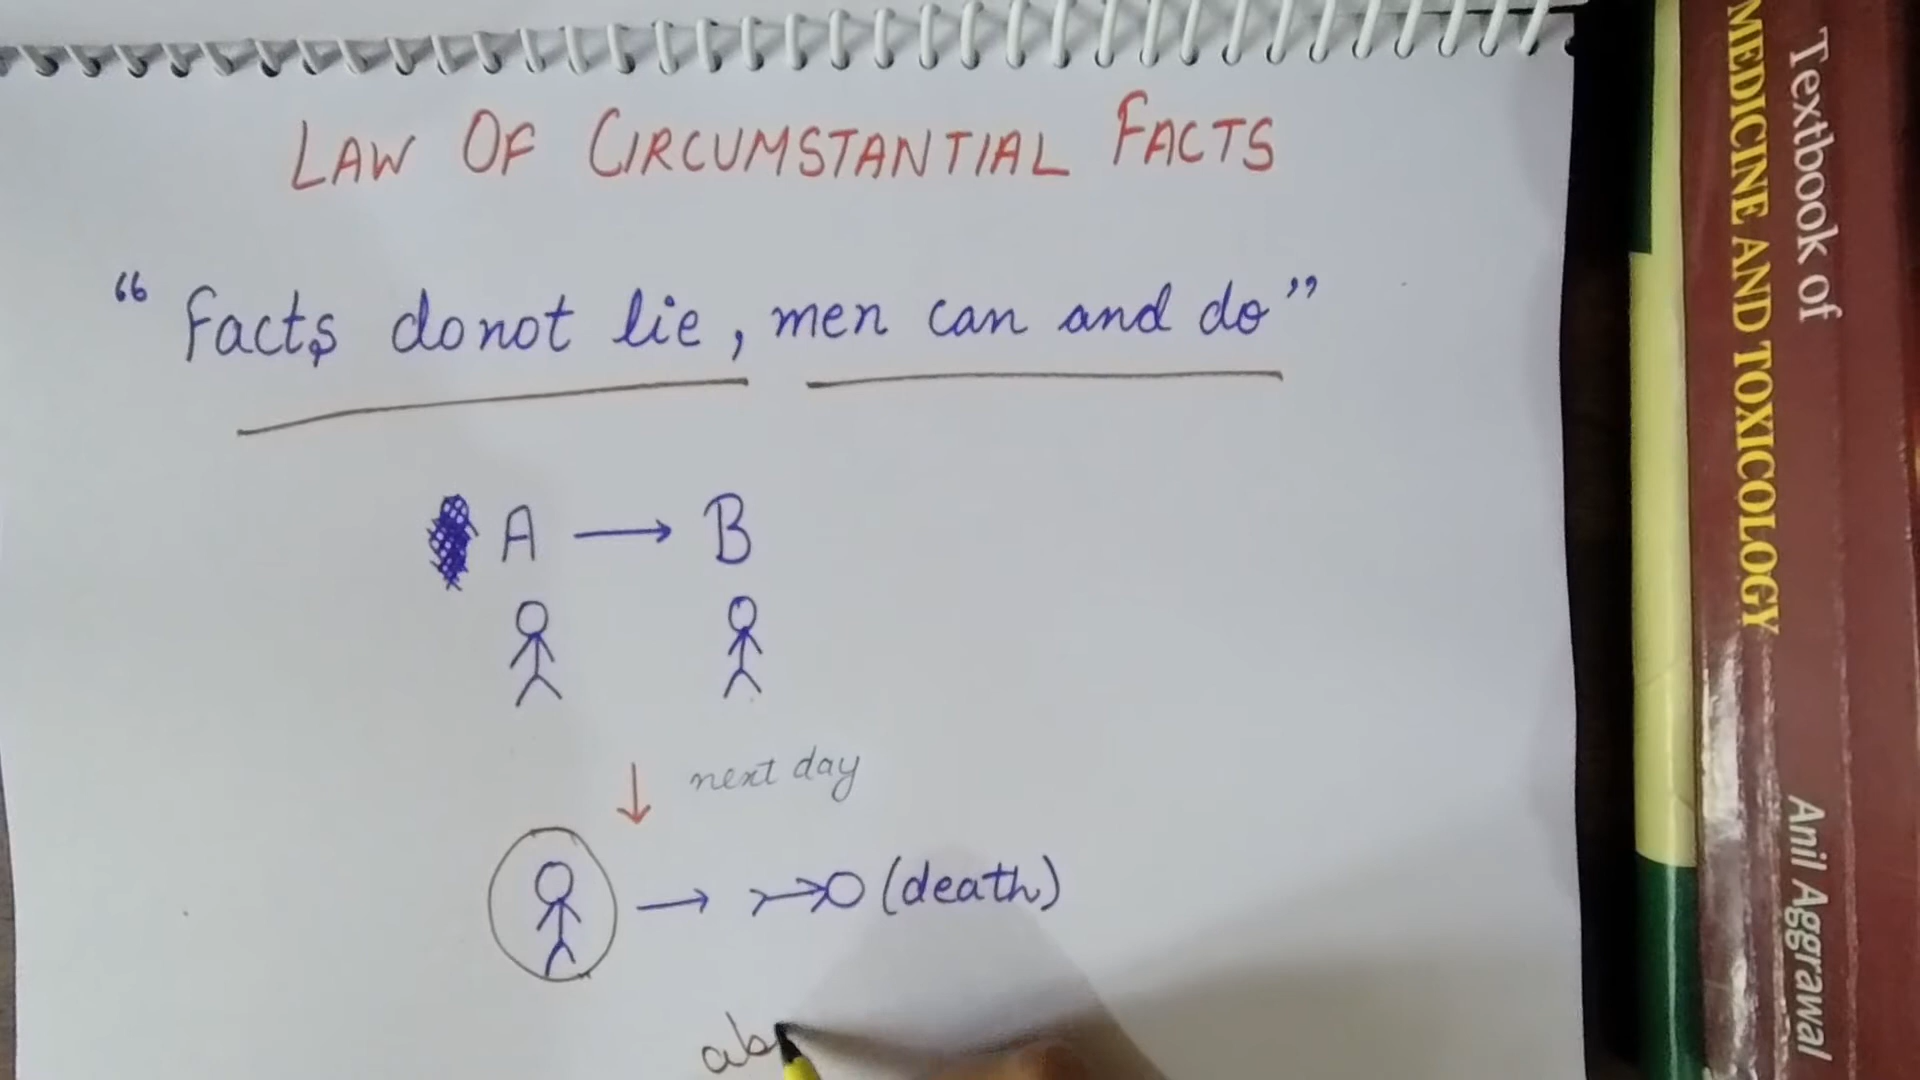 LAW OF CIRCUMSTANTIAL FACTS
“Facts donot lie, men can and do”
A → B
↓ next day
→ (death)
ab
Textbook of
MEDICINE AND TOXICOLOGY
Anil Aggrawal